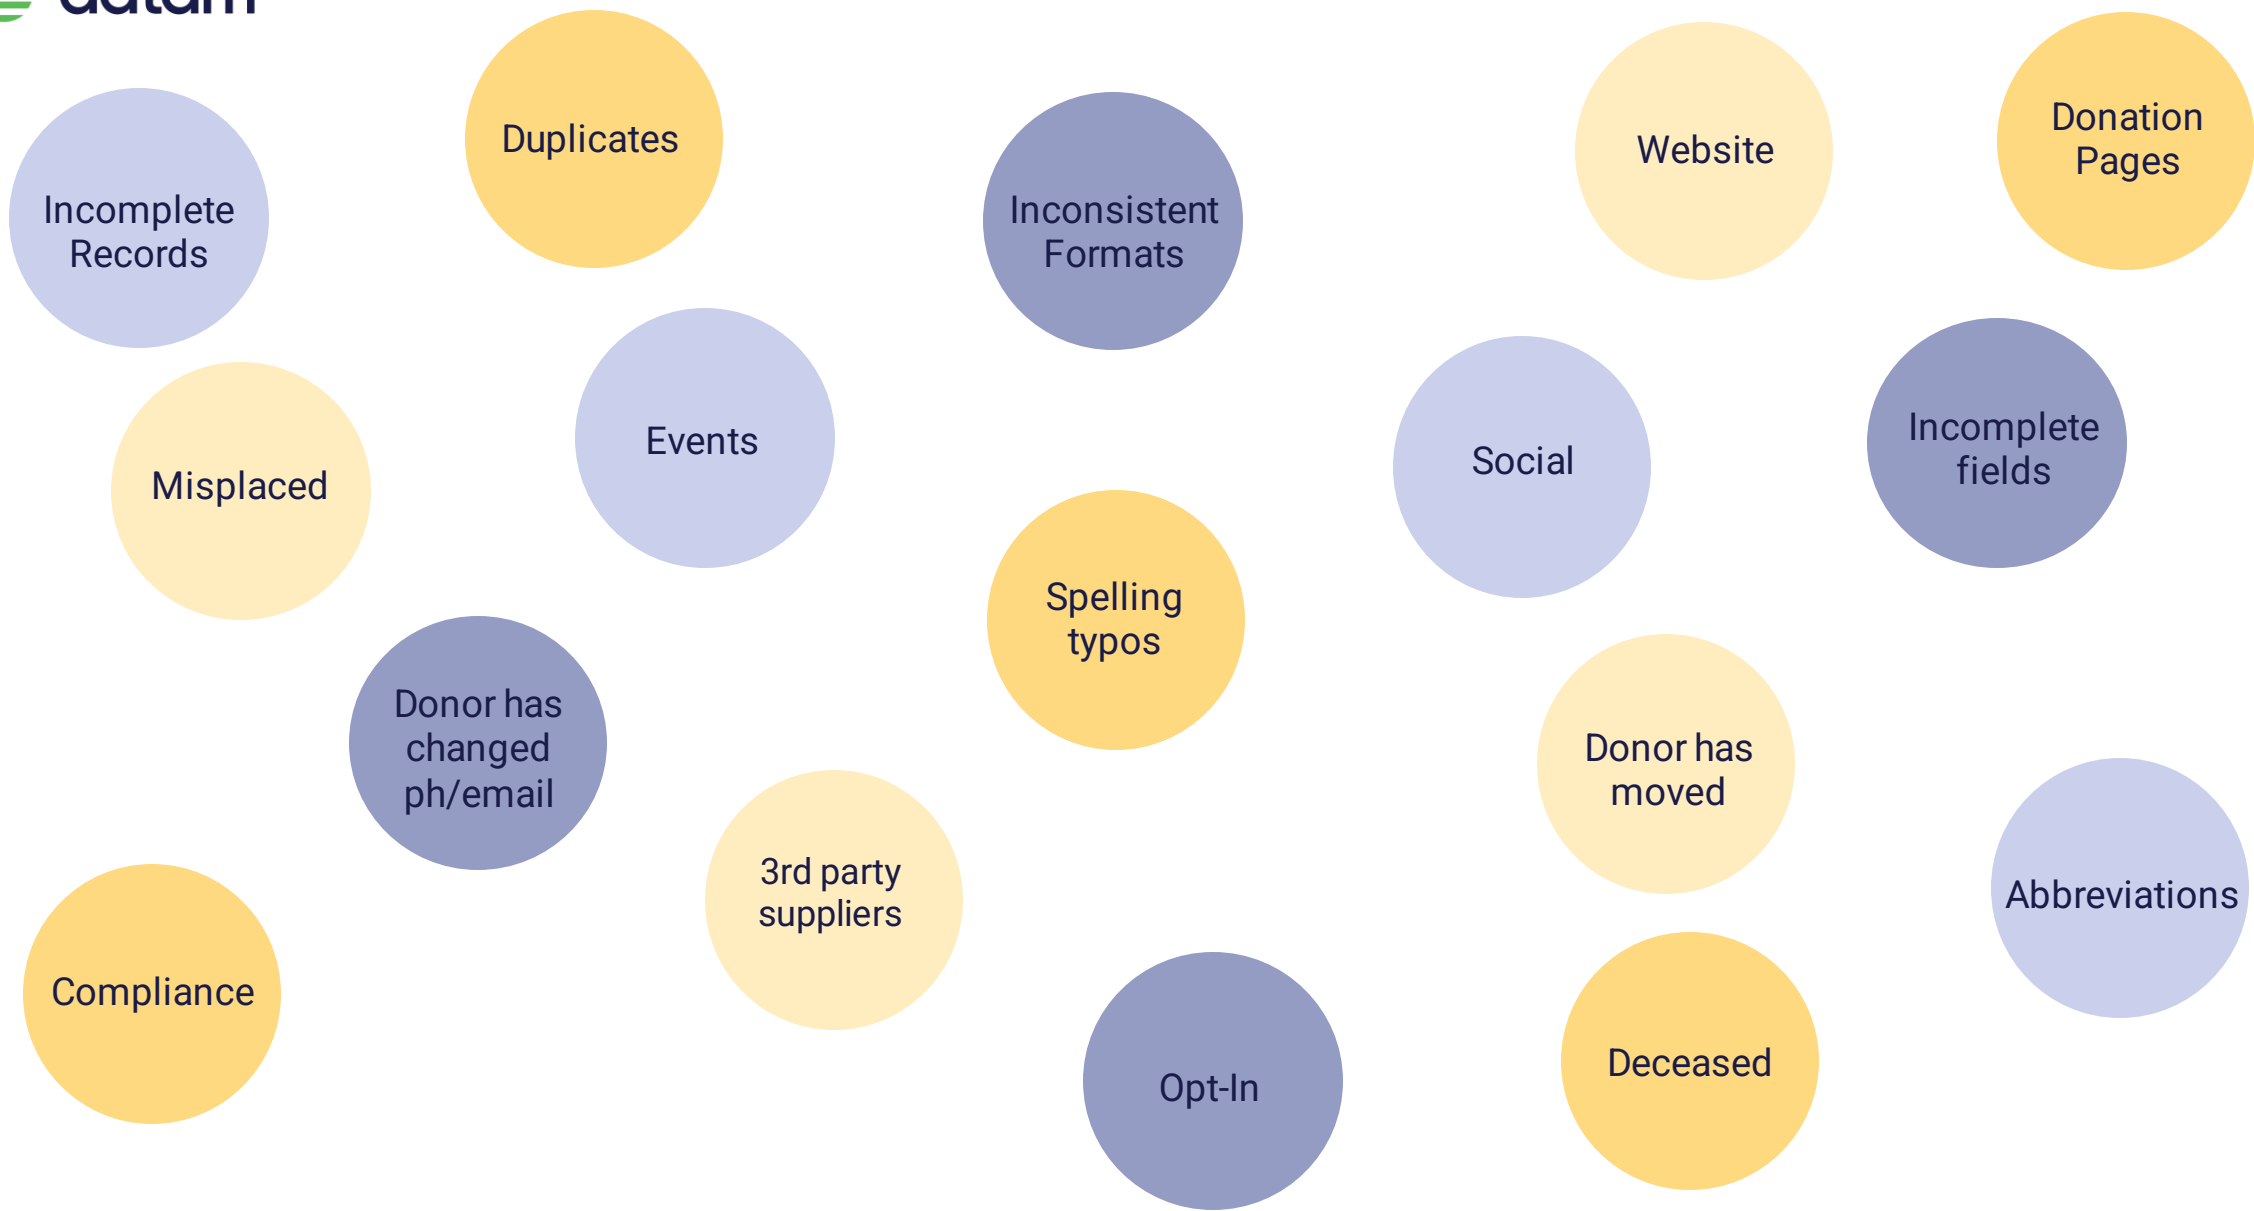 Duplicates
Website
Donation
Pages
Incomplete
Records
Inconsistent
Formats
Events
Social
Incomplete
fields
Misplaced
Spelling
typos
Donor has
changed
ph/email
Donor has
moved
3rd party
suppliers
Abbreviations
Compliance
Opt-In
Deceased